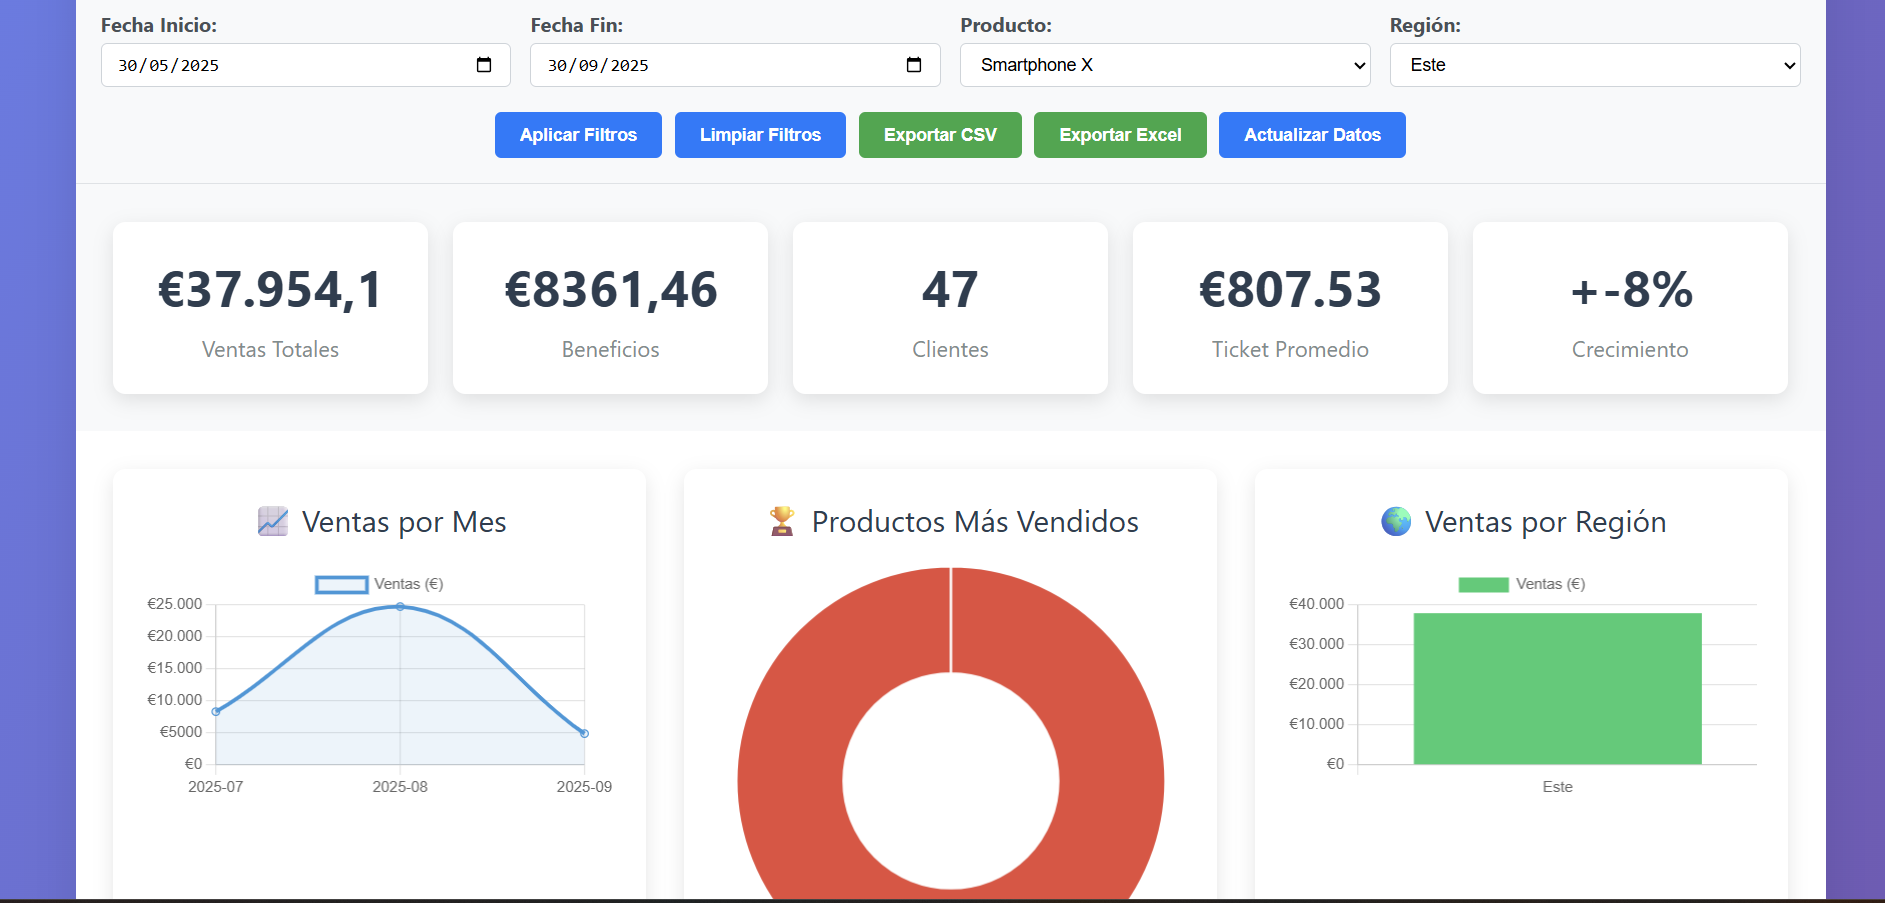 Fecha Inicio: Fecha Fin: Producto: Región:
30/05/2025 30/09/2025 Smartphone X Este
Aplicar Filtros Limpiar Filtros Exportar CSV Exportar Excel Actualizar Datos
€37.954,1
Ventas Totales
€8361,46
Beneficios
47
Clientes
€807.53
Ticket Promedio
+-8%
Crecimiento
Ventas por Mes
Ventas (€)
€25.000
€20.000
€15.000
€10.000
€5000
€0
2025-07 2025-08 2025-09
Productos Más Vendidos
Ventas por Región
Ventas (€)
€40.000
€30.000
€20.000
€10.000
€0
Este